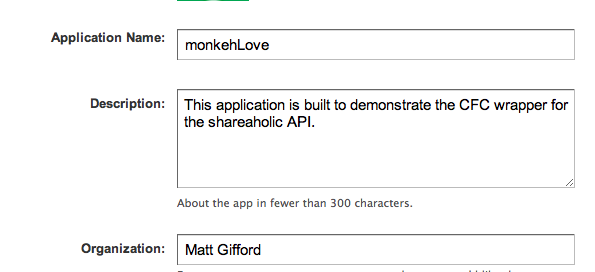 Application Name:
monkehLove
Description:
This application is built to demonstrate the CFC wrapper for
the shareaholic API.
About the app in fewer than 300 characters.
Organization:
Matt Gifford